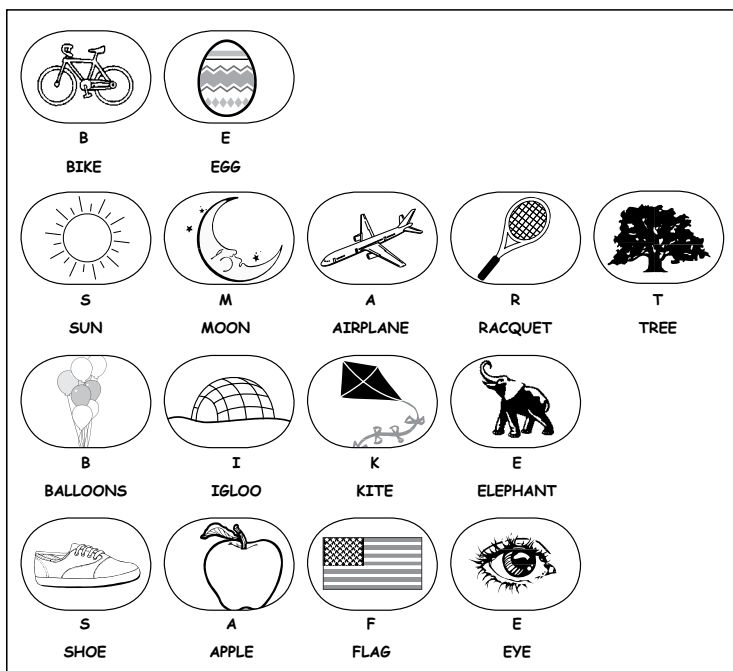 B E
BIKE EGG
S M A R T
SUN MOON AIRPLANE RACQUET TREE
B I K E
BALLOONS IGLOO KITE ELEPHANT
S A F E
SHOE APPLE FLAG EYE